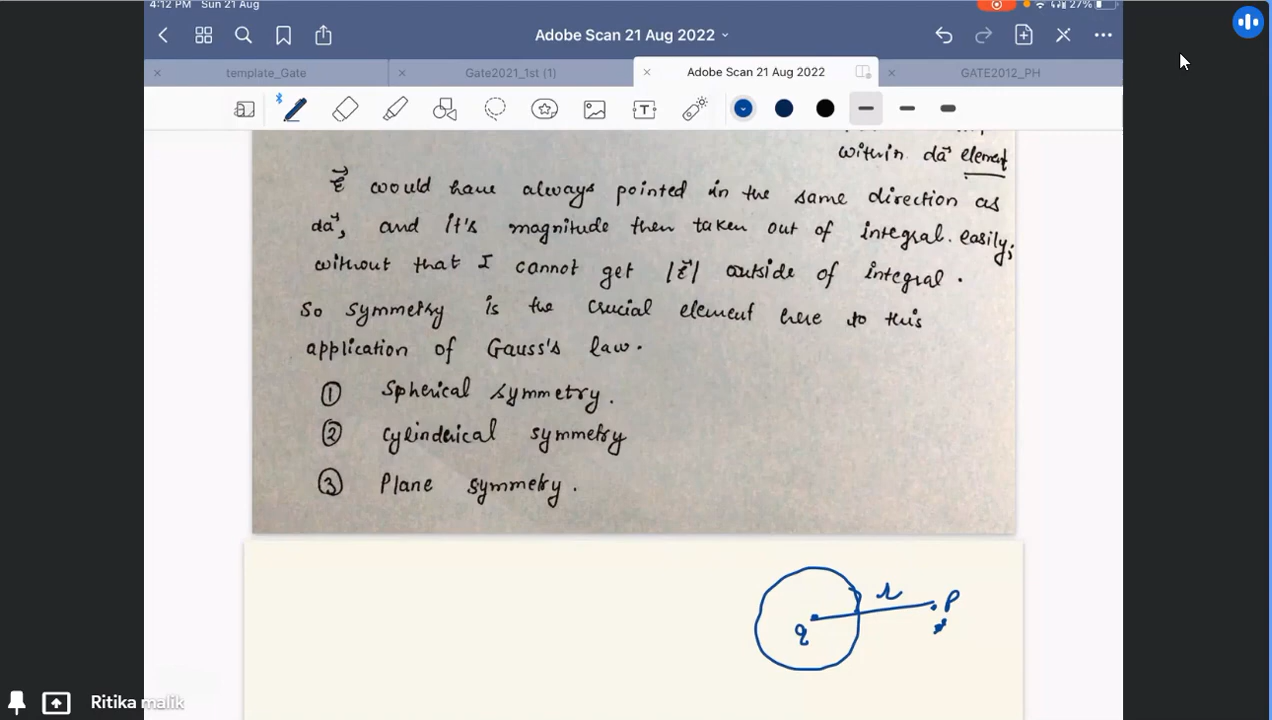 4:12 PM Sun 21 Aug
27%
Adobe Scan 21 Aug 2022
template_Gate
Gate2021_1st (1)
Adobe Scan 21 Aug 2022
GATE2012_PH
within da⃗ element
E⃗ would have always pointed in the same direction as
da⃗, and it's magnitude then taken out of integral easily;
without that I cannot get |E⃗| outside of integral.
So symmetry is the crucial element here to this
application of Gauss's law.
① Spherical symmetry.
② Cylinderical symmetry
③ Plane symmetry.
r
P
q
Ritika malik